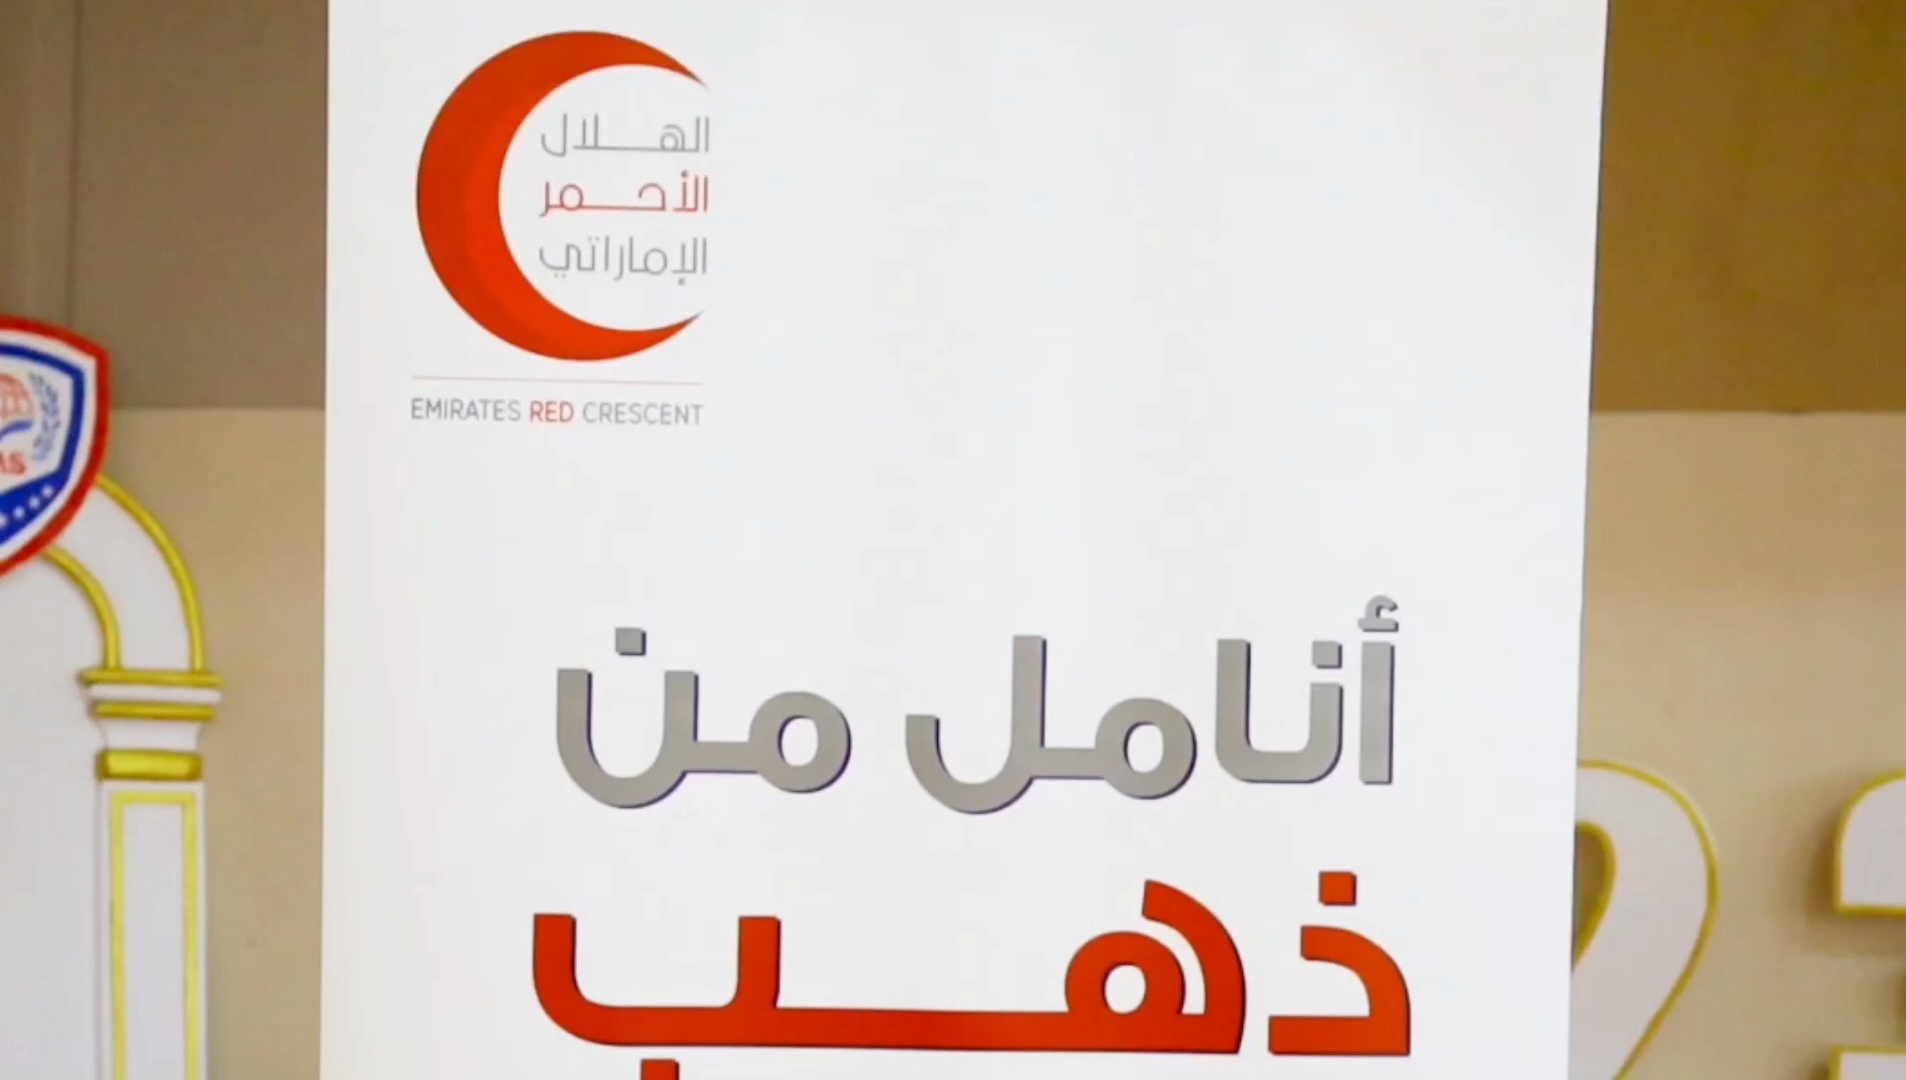 الهلال
الأحمر
الإماراتي
EMIRATES RED CRESCENT
أنامل من
ذهب